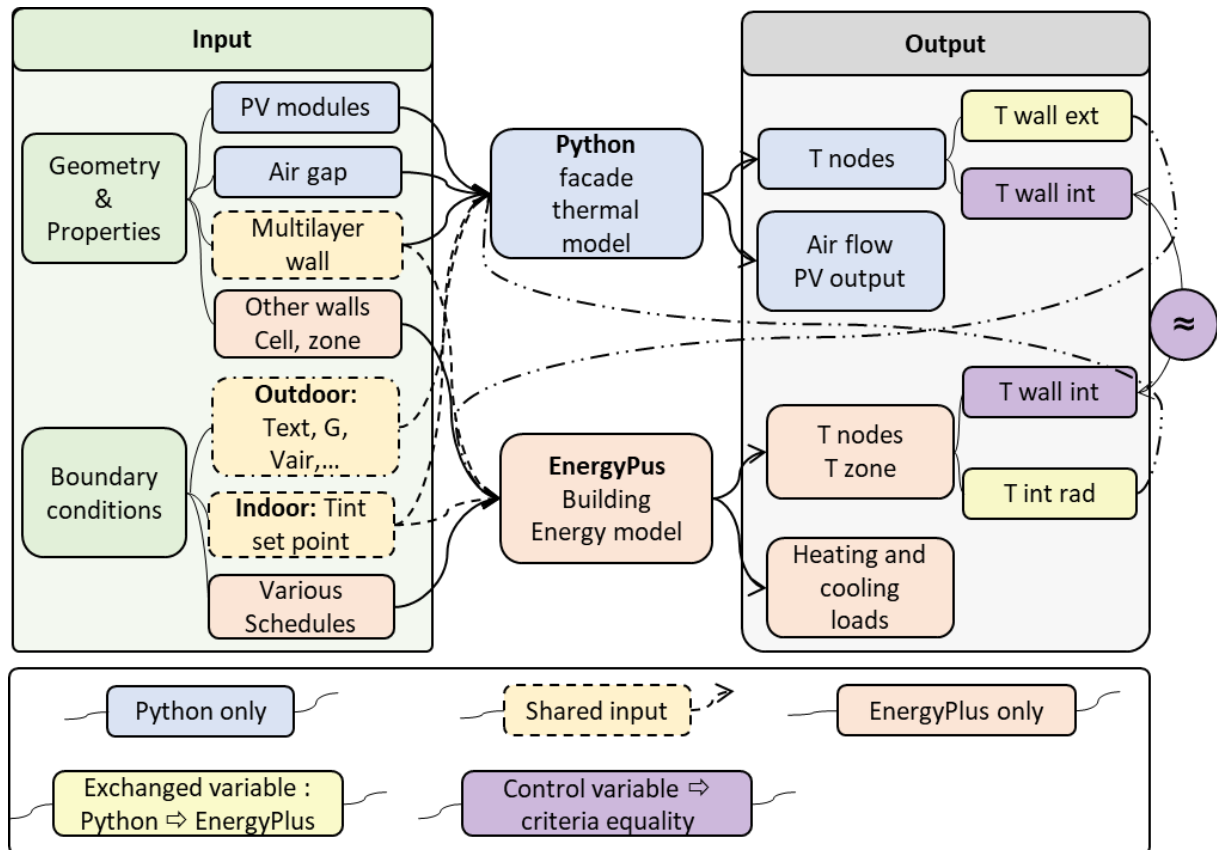 Input
Output
Geometry
&
Properties
PV modules
Air gap
Multilayer
wall
Other walls
Cell, zone
Boundary
conditions
Outdoor:
Text, G,
Vair,...
Indoor: Tint
set point
Various
Schedules
Python
facade
thermal
model
EnergyPus
Building
Energy model
T nodes
T wall ext
T wall int
Air flow
PV output
≈
T nodes
T zone
T wall int
T int rad
Heating and
cooling
loads
Python only
Shared input
EnergyPlus only
Exchanged variable :
Python ⇨ EnergyPlus
Control variable ⇨
criteria equality